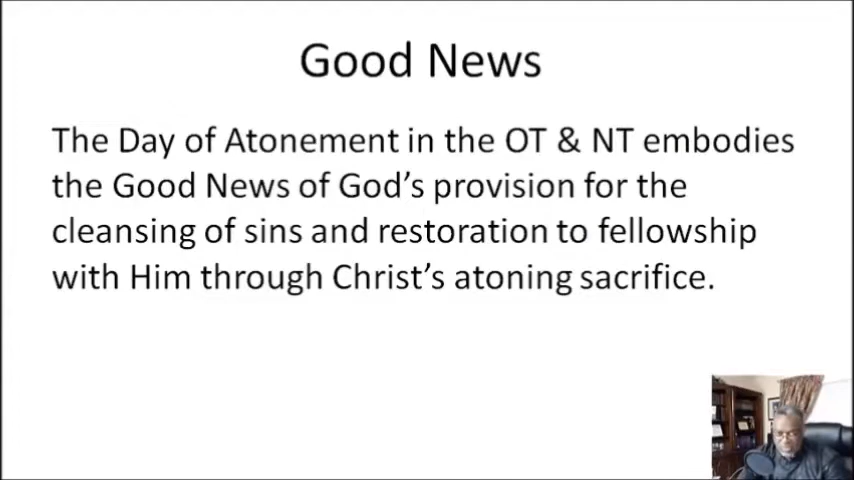 Good News
The Day of Atonement in the OT & NT embodies
the Good News of God’s provision for the
cleansing of sins and restoration to fellowship
with Him through Christ’s atoning sacrifice.